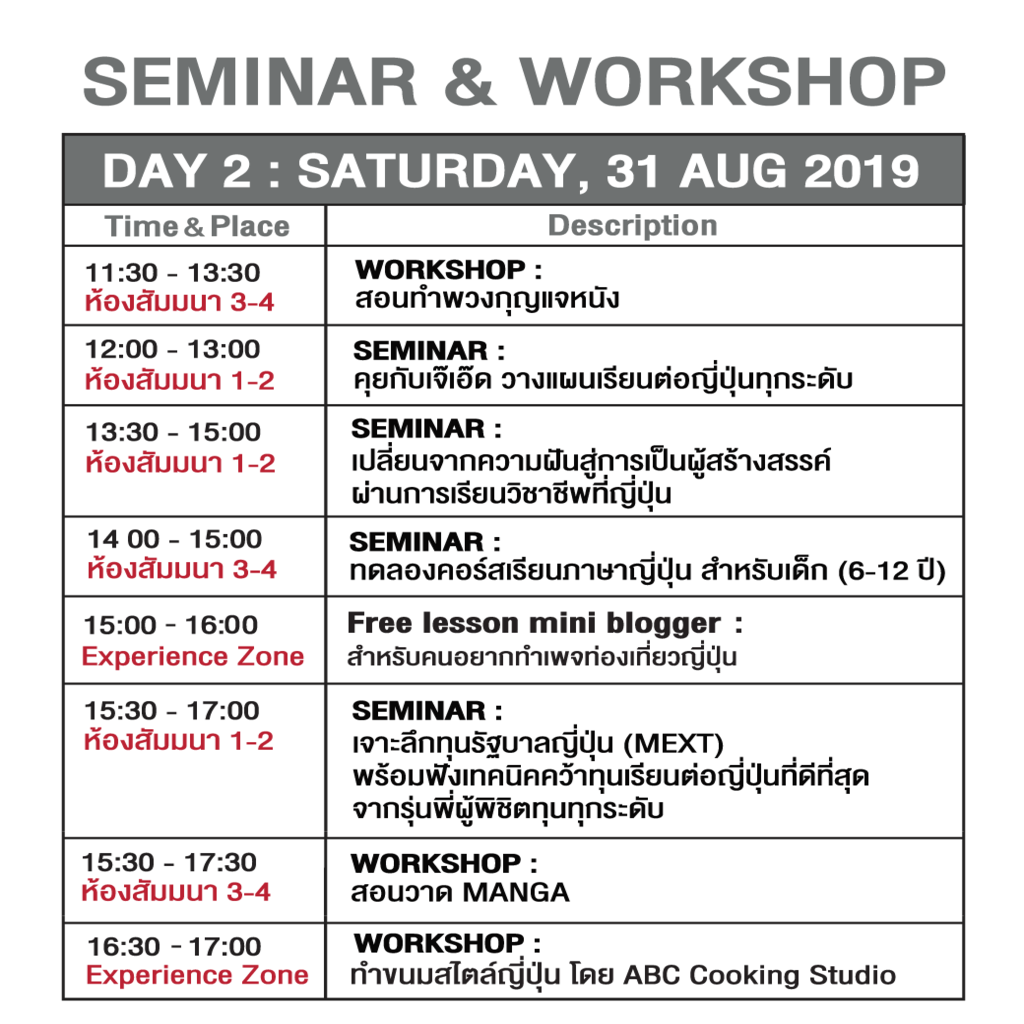 SEMINAR & WORKSHOP
DAY 2 : SATURDAY, 31 AUG 2019
Time & Place
Description
11:30 - 13:30
ห้องสัมมนา 3-4
WORKSHOP :
สอนทำพวงกุญแจหนัง
12:00 - 13:00
ห้องสัมมนา 1-2
SEMINAR :
คุยกับเจ๊เอ๊ด วางแผนเรียนต่อญี่ปุ่นทุกระดับ
13:30 - 15:00
ห้องสัมมนา 1-2
SEMINAR :
เปลี่ยนจากความฝันสู่การเป็นผู้สร้างสรรค์
ผ่านการเรียนวิชาชีพที่ญี่ปุ่น
14 00 - 15:00
ห้องสัมมนา 3-4
SEMINAR :
ทดลองคอร์สเรียนภาษาญี่ปุ่น สำหรับเด็ก (6-12 ปี)
15:00 - 16:00
Experience Zone
Free lesson mini blogger :
สำหรับคนอยากทำเพจท่องเที่ยวญี่ปุ่น
15:30 - 17:00
ห้องสัมมนา 1-2
SEMINAR :
เจาะลึกทุนรัฐบาลญี่ปุ่น (MEXT)
พร้อมฟังเทคนิคคว้าทุนเรียนต่อญี่ปุ่นที่ดีที่สุด
จากรุ่นพี่ผู้พิชิตทุนทุกระดับ
15:30 - 17:30
ห้องสัมมนา 3-4
WORKSHOP :
สอนวาด MANGA
16:30 - 17:00
Experience Zone
WORKSHOP :
ทำขนมสไตล์ญี่ปุ่น โดย ABC Cooking Studio